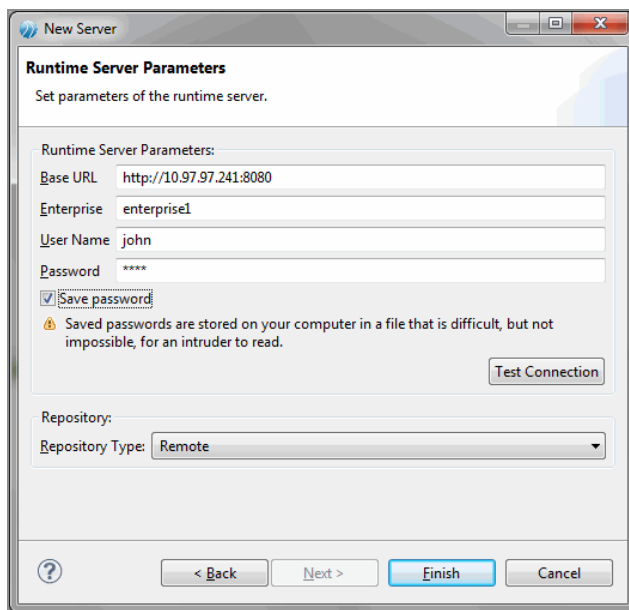 New Server
Runtime Server Parameters
Set parameters of the runtime server.
Runtime Server Parameters:
Base URL http://10.97.97.241:8080
Enterprise enterprise1
User Name john
Password ****
Save password
Saved passwords are stored on your computer in a file that is difficult, but not
impossible, for an intruder to read.
Test Connection
Repository:
Repository Type: Remote
? < Back Next > Finish Cancel